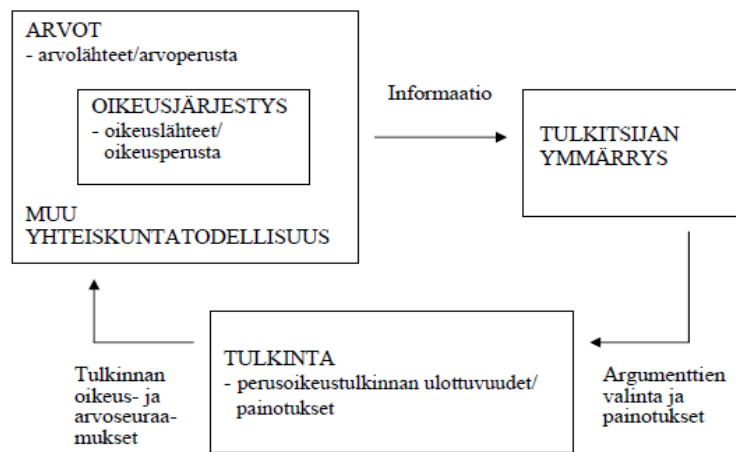 ARVOT
- arvolähteet/arvoperusta
OIKEUSJÄRJESTYS
- oikeuslähteet/
oikeusperusta
MUU
YHTEISKUNTATODELLISUUS
Informaatio
TULKITSIJAN
YMMÄRRYS
Tulkinnan
oikeus- ja
arvoseuraa-
mukset
TULKINTA
- perusoikeustulkinnan ulottuvuudet/
painotukset
Argumenttien
valinta ja
painotukset